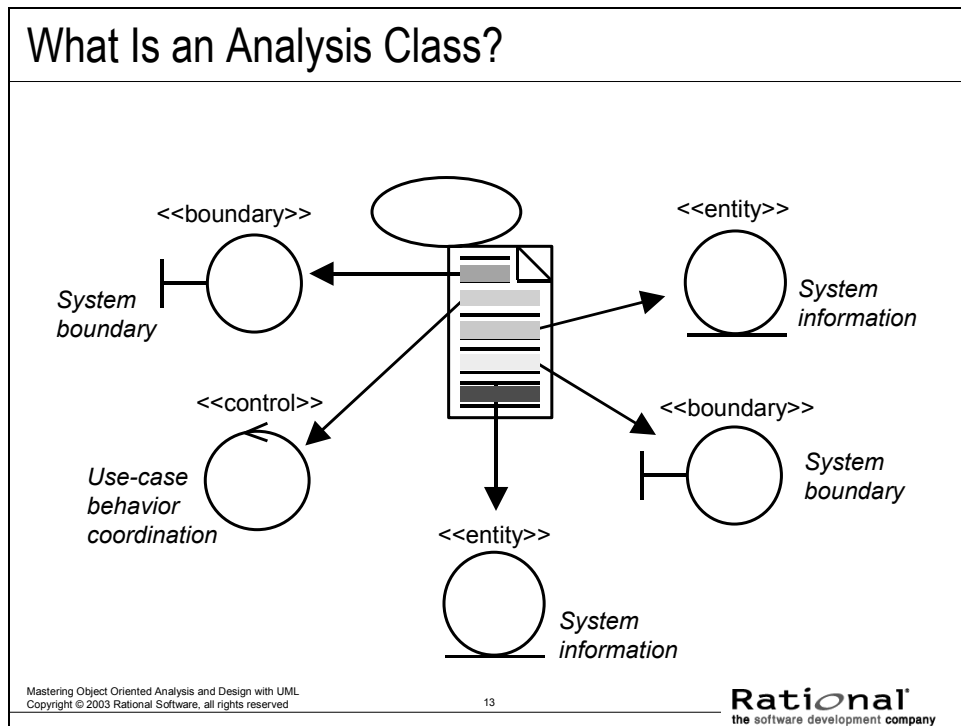 What Is an Analysis Class?
<<boundary>>
System
boundary
<<entity>>
System
information
<<control>>
Use-case
behavior
coordination
<<boundary>>
System
boundary
<<entity>>
System
information
Mastering Object Oriented Analysis and Design with UML
Copyright © 2003 Rational Software, all rights reserved
13
Rational
the software development company